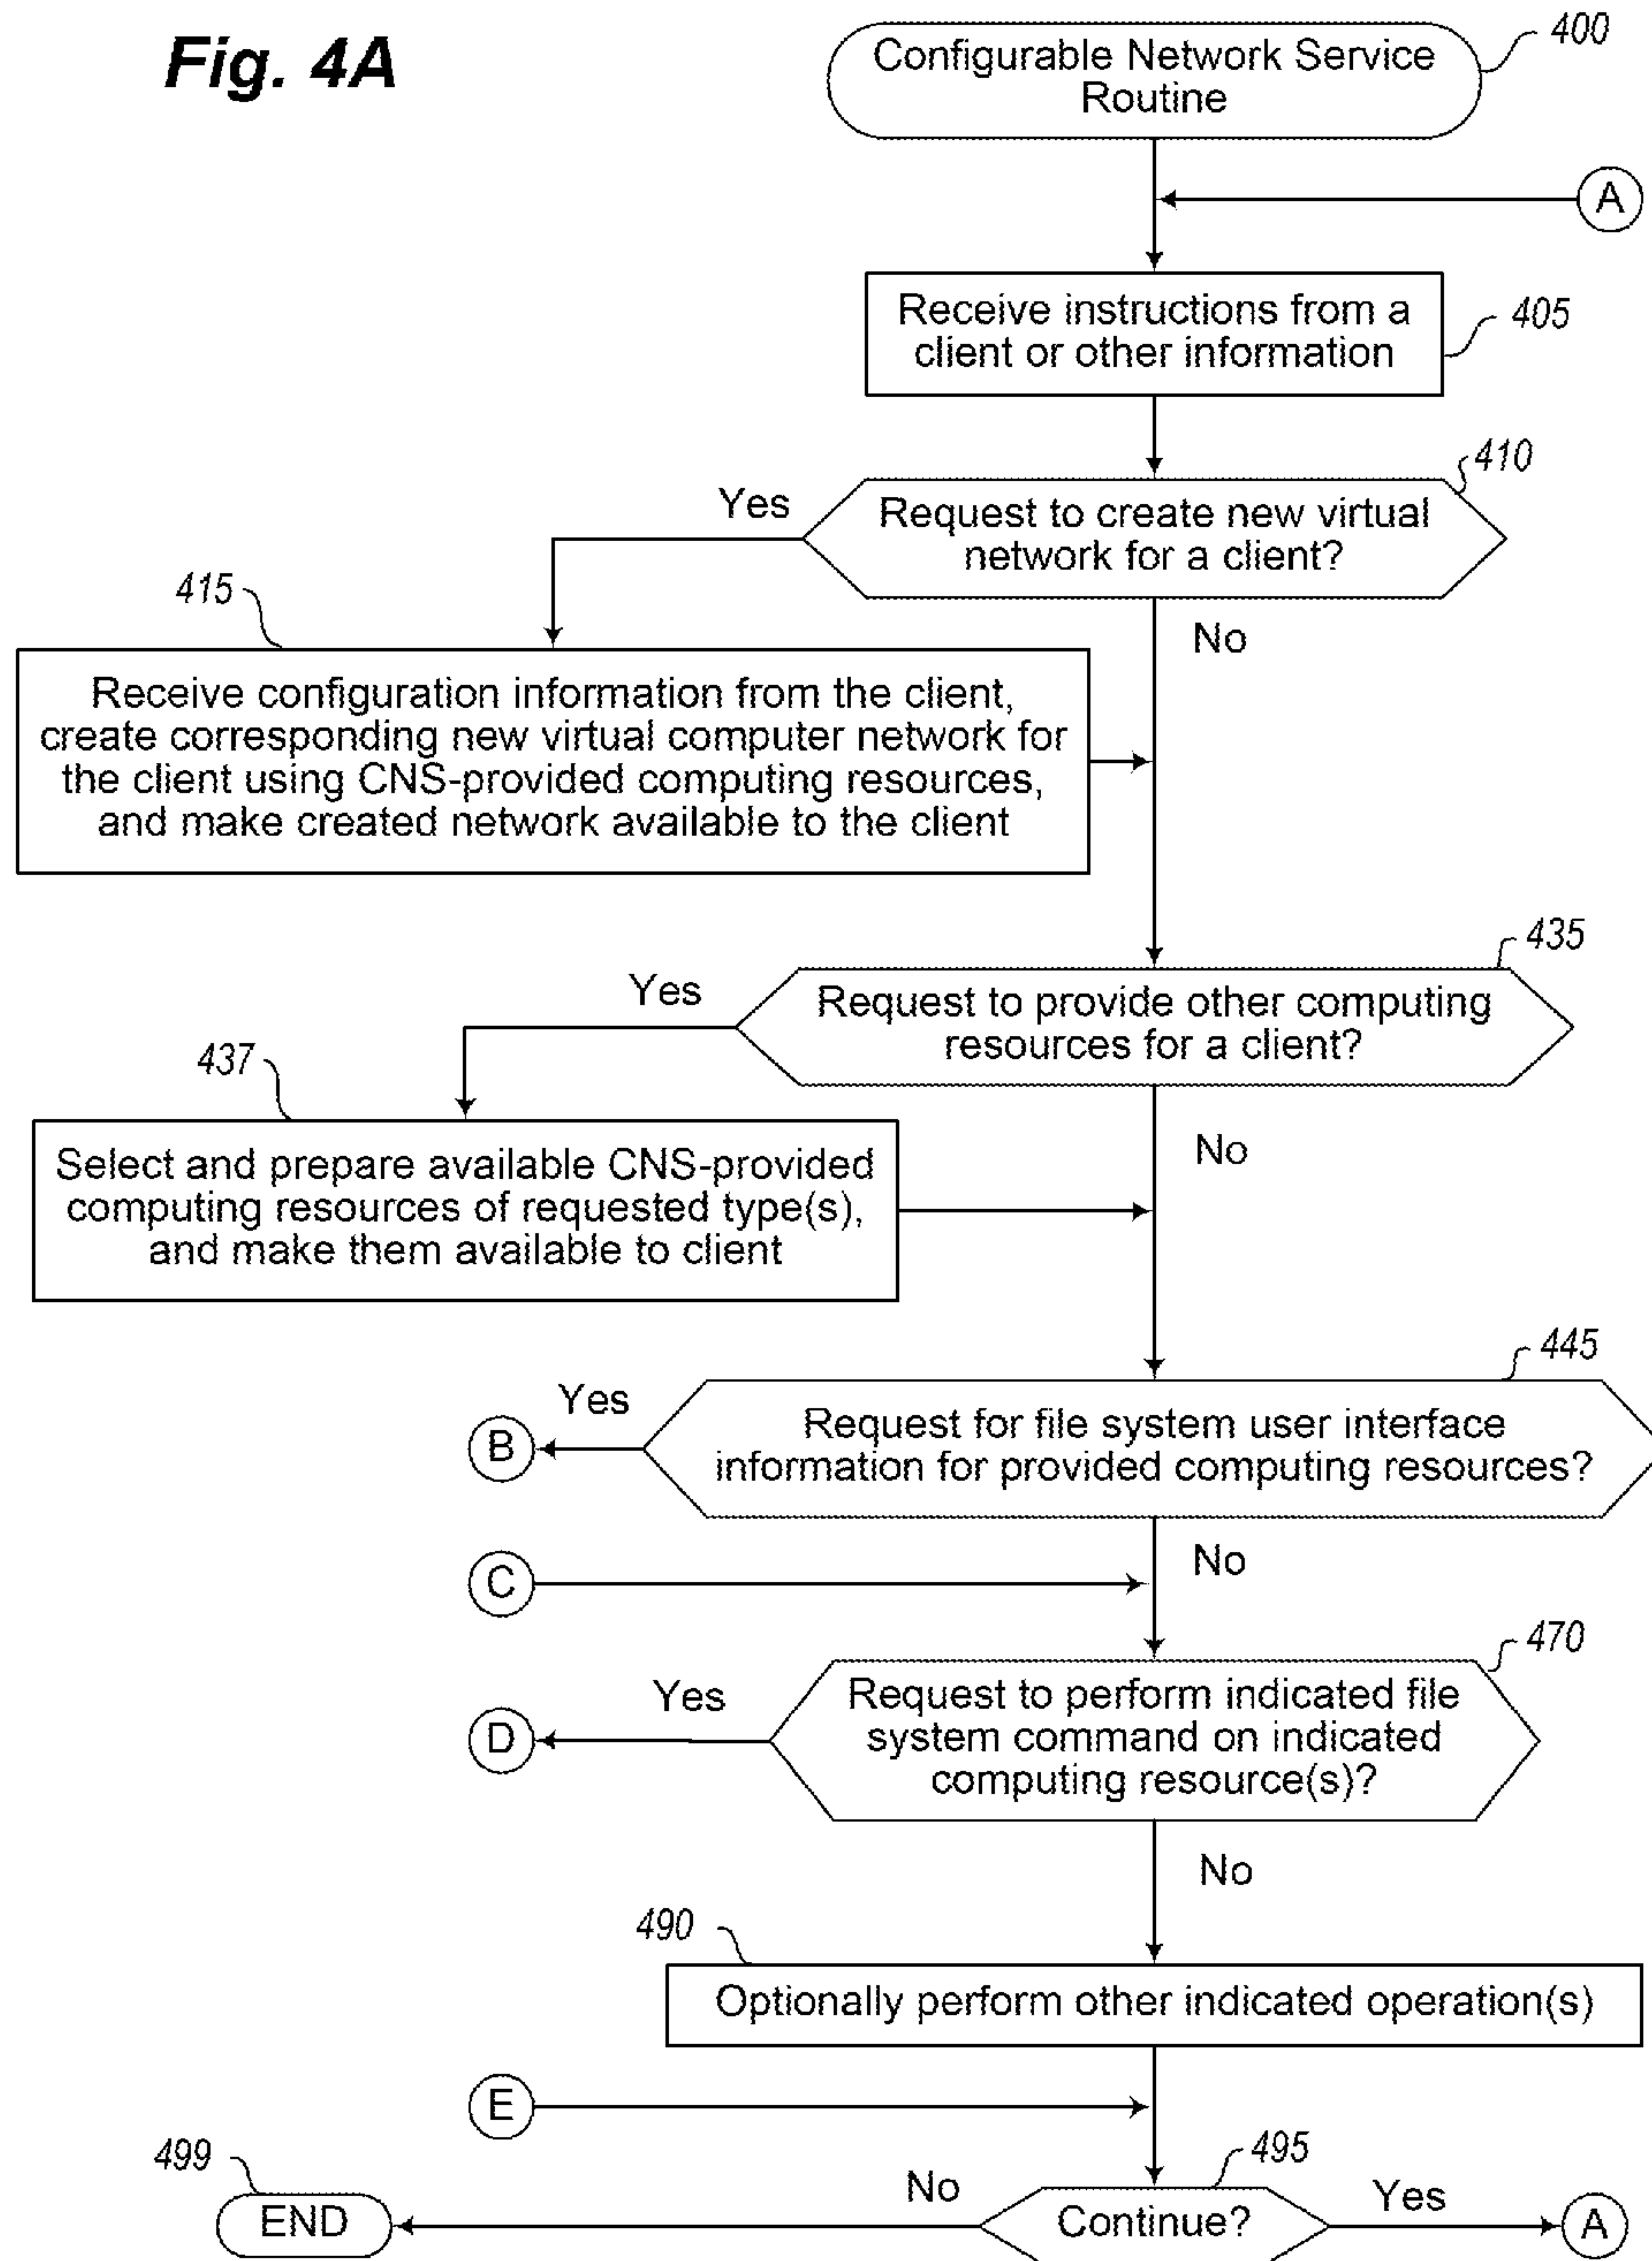 Fig. 4A
Configurable Network Service
Routine
400
A
Receive instructions from a
client or other information
405
410
Yes
Request to create new virtual
network for a client?
415
No
Receive configuration information from the client,
create corresponding new virtual computer network for
the client using CNS-provided computing resources,
and make created network available to the client
435
Yes
Request to provide other computing
resources for a client?
437
No
Select and prepare available CNS-provided
computing resources of requested type(s),
and make them available to client
445
Yes
B
Request for file system user interface
information for provided computing resources?
No
C
470
Yes
D
Request to perform indicated file
system command on indicated
computing resource(s)?
No
490
Optionally perform other indicated operation(s)
E
499
495
No
Yes
END
Continue?
A